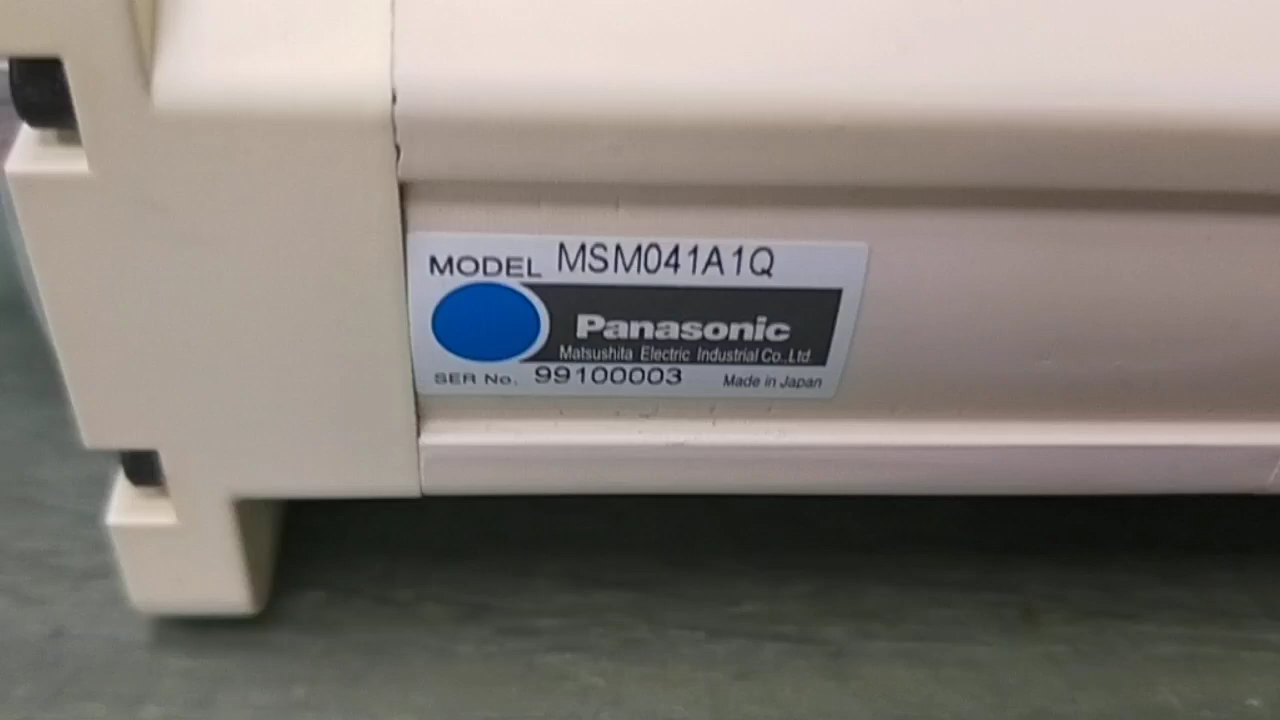 MODEL MSM041A1Q
Panasonic
Matsushita Electric Industrial Co.,Ltd.
SER No. 99100003 Made in Japan